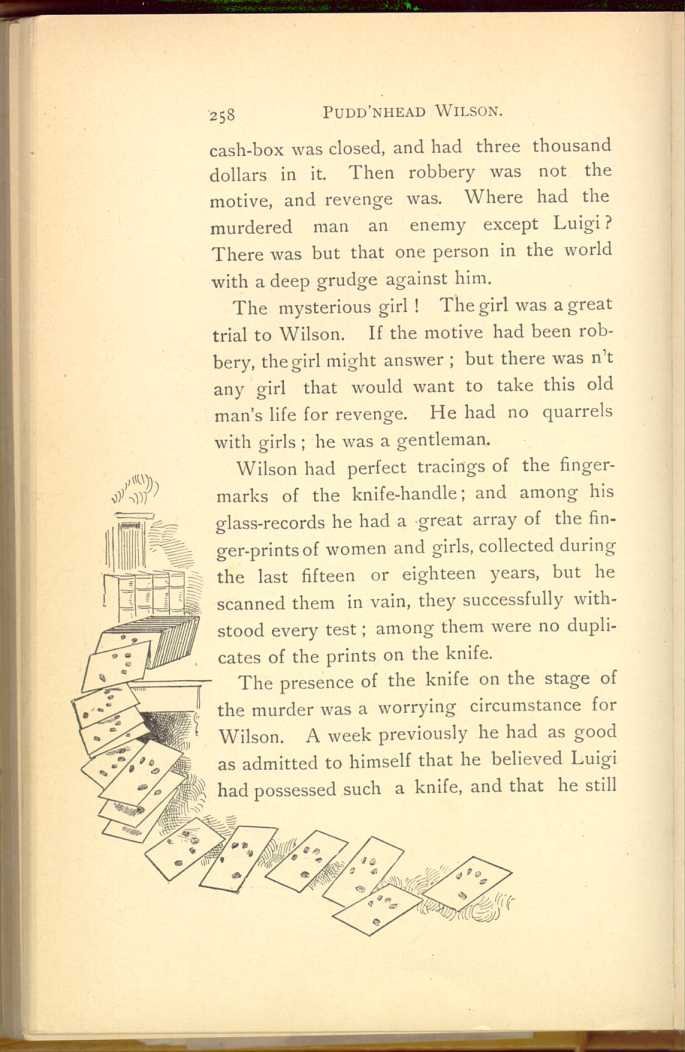 258 PUDD'NHEAD WILSON.
cash-box was closed, and had three thousand
dollars in it. Then robbery was not the
motive, and revenge was. Where had the
murdered man an enemy except Luigi?
There was but that one person in the world
with a deep grudge against him.
The mysterious girl! The girl was a great
trial to Wilson. If the motive had been rob-
bery, the girl might answer; but there was n't
any girl that would want to take this old
man's life for revenge. He had no quarrels
with girls; he was a gentleman.
Wilson had perfect tracings of the finger-
marks of the knife-handle; and among his
glass-records he had a great array of the fin-
ger-prints of women and girls, collected during
the last fifteen or eighteen years, but he
scanned them in vain, they successfully with-
stood every test; among them were no dupli-
cates of the prints on the knife.
The presence of the knife on the stage of
the murder was a worrying circumstance for
Wilson. A week previously he had as good
as admitted to himself that he believed Luigi
had possessed such a knife, and that he still